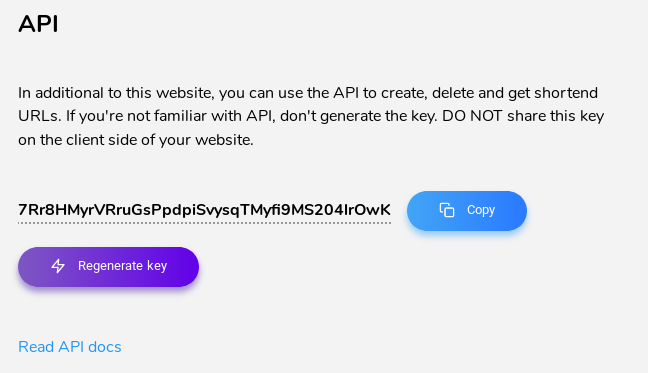 API
In additional to this website, you can use the API to create, delete and get shortend
URLs. If you're not familiar with API, don't generate the key. DO NOT share this key
on the client side of your website.
7Rr8HMyrVRruGsPpdpiSvysqTMyfi9MS204IrOwK
Copy
Regenerate key
Read API docs